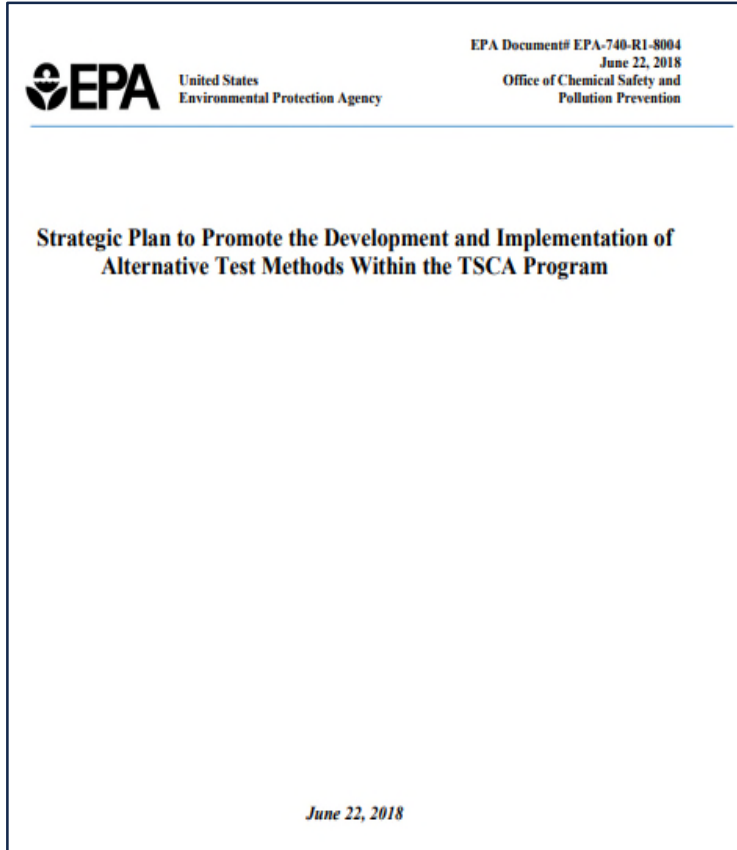 EPA Document# EPA-740-R1-8004
June 22, 2018
Office of Chemical Safety and
Pollution Prevention
EPA
United States
Environmental Protection Agency
Strategic Plan to Promote the Development and Implementation of
Alternative Test Methods Within the TSCA Program
June 22, 2018